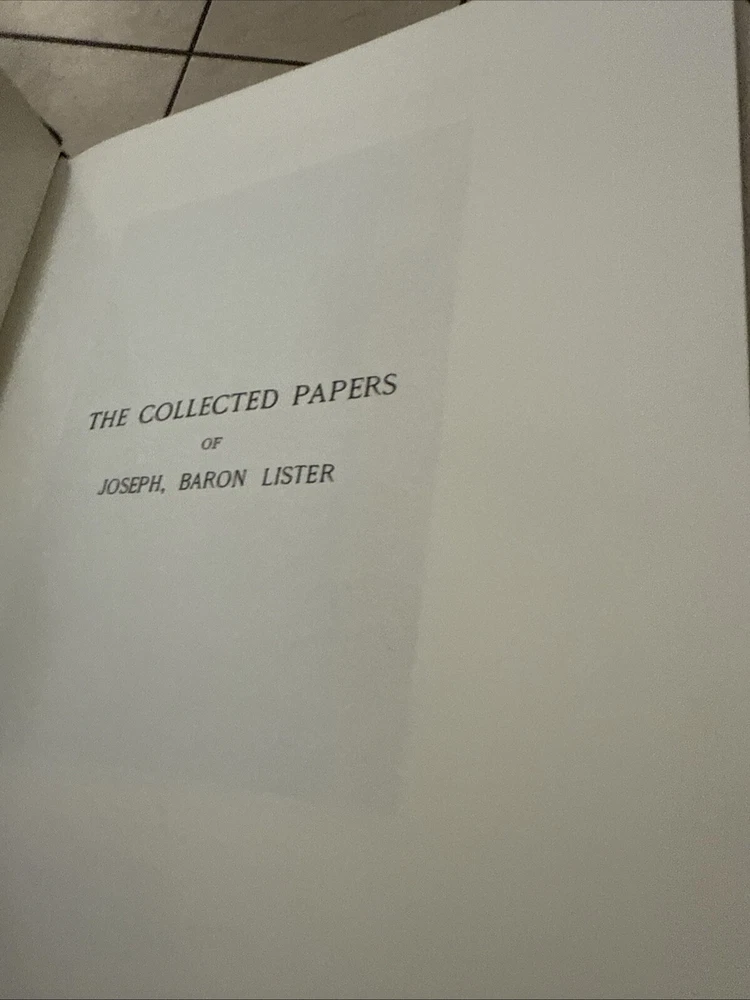 THE COLLECTED PAPERS
OF
JOSEPH, BARON LISTER